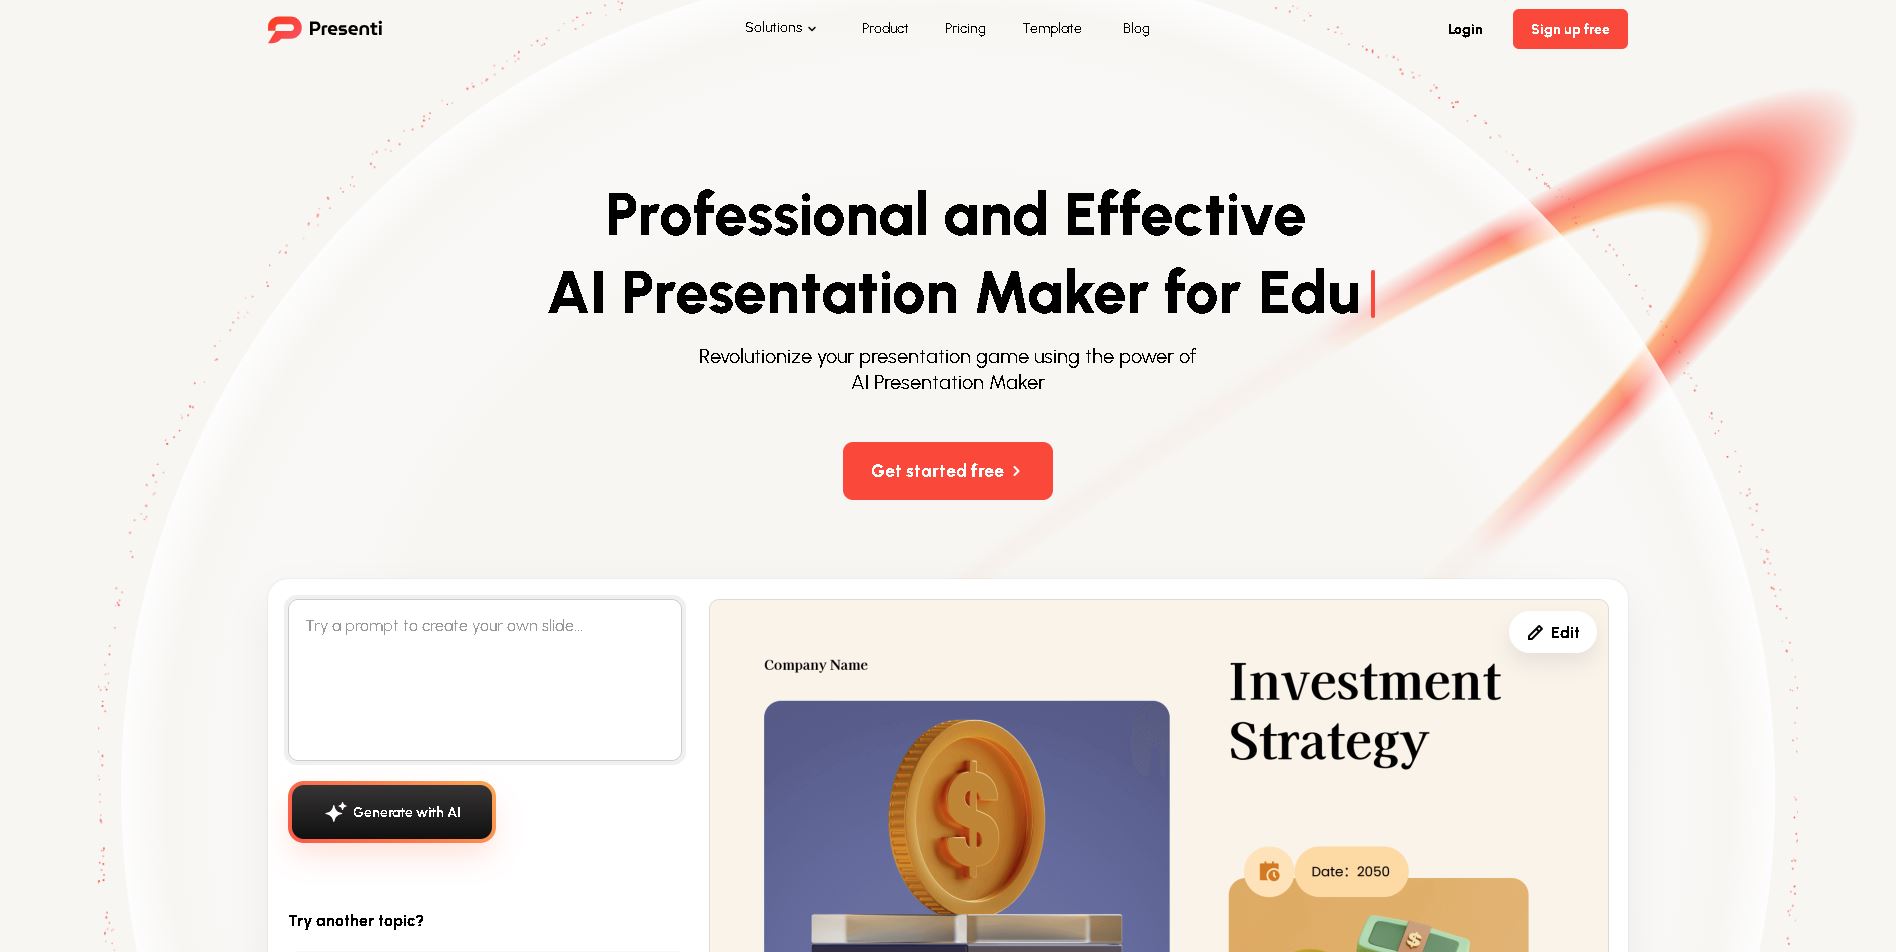 Presenti
Solutions
Product
Pricing
Template
Blog
Login
Sign up free
Professional and Effective
AI Presentation Maker for Edu
Revolutionize your presentation game using the power of
AI Presentation Maker
Get started free
Try a prompt to create your own slide...
Generate with AI
Try another topic?
Edit
Company Name
Investment
Strategy
Date: 2050